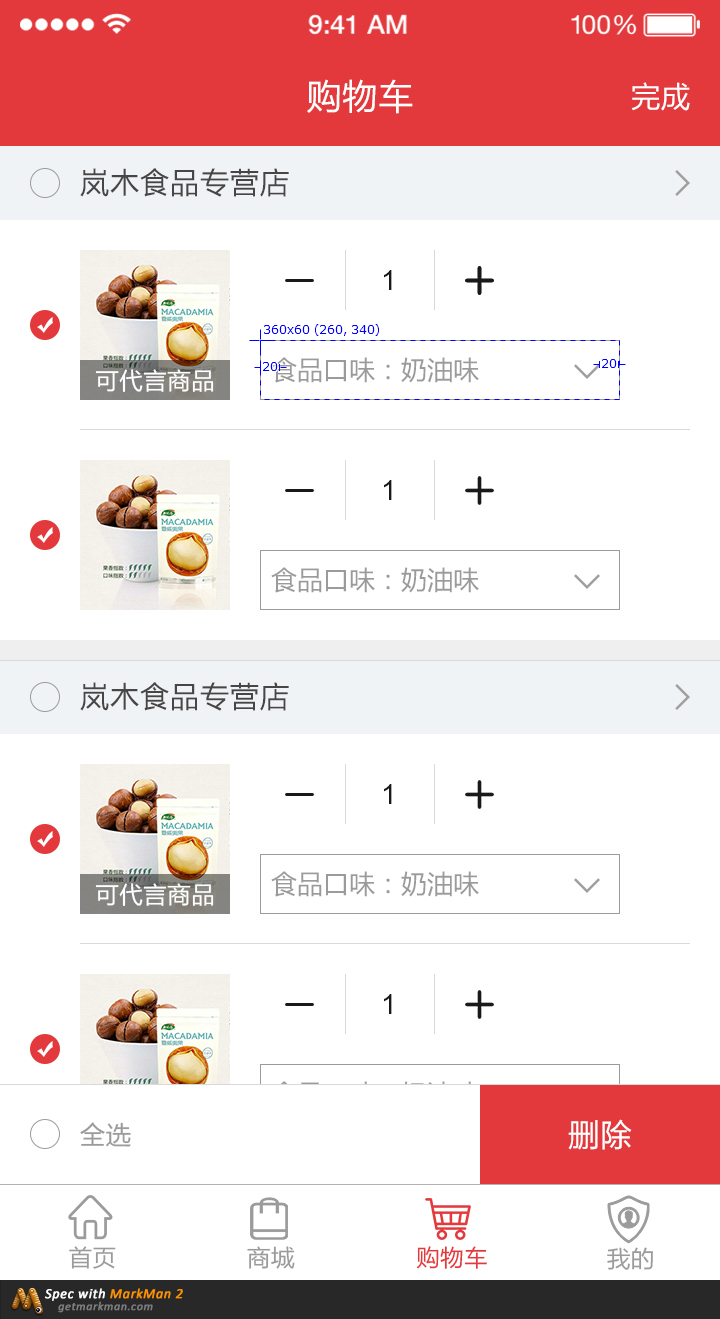 9:41 AM 100%
购物车 完成
岚木食品专营店
1
MACADAMIA
360x60 (260, 340)
20 食品口味：奶油味 20
可代言商品
1
MACADAMIA
食品口味：奶油味
岚木食品专营店
1
MACADAMIA
食品口味：奶油味
可代言商品
1
MACADAMIA
全选 删除
首页 商城 购物车 我的
Spec with MarkMan 2
getmarkman.com